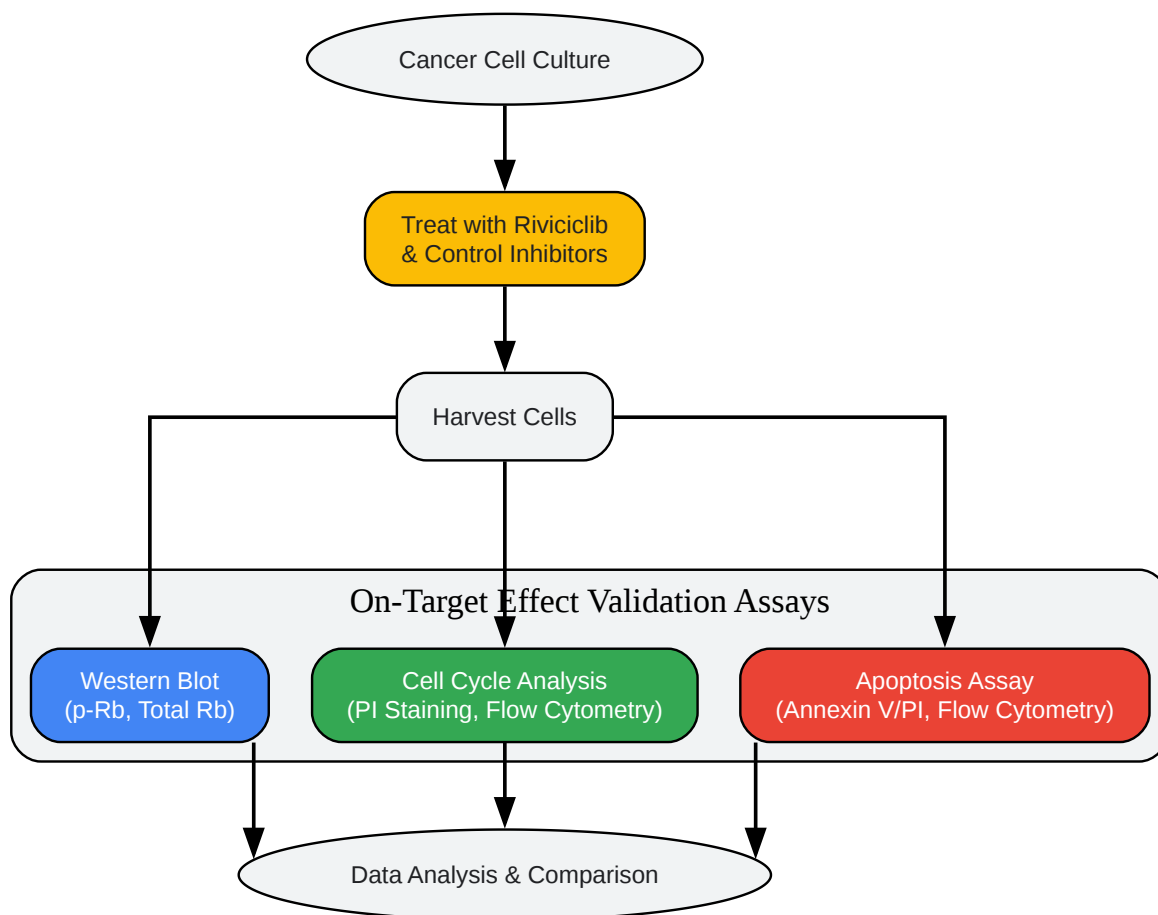 Cancer Cell Culture
Treat with Riviciclib
& Control Inhibitors
Harvest Cells
On-Target Effect Validation Assays
Western Blot
(p-Rb, Total Rb)
Cell Cycle Analysis
(PI Staining, Flow Cytometry)
Apoptosis Assay
(Annexin V/PI, Flow Cytometry)
Data Analysis & Comparison